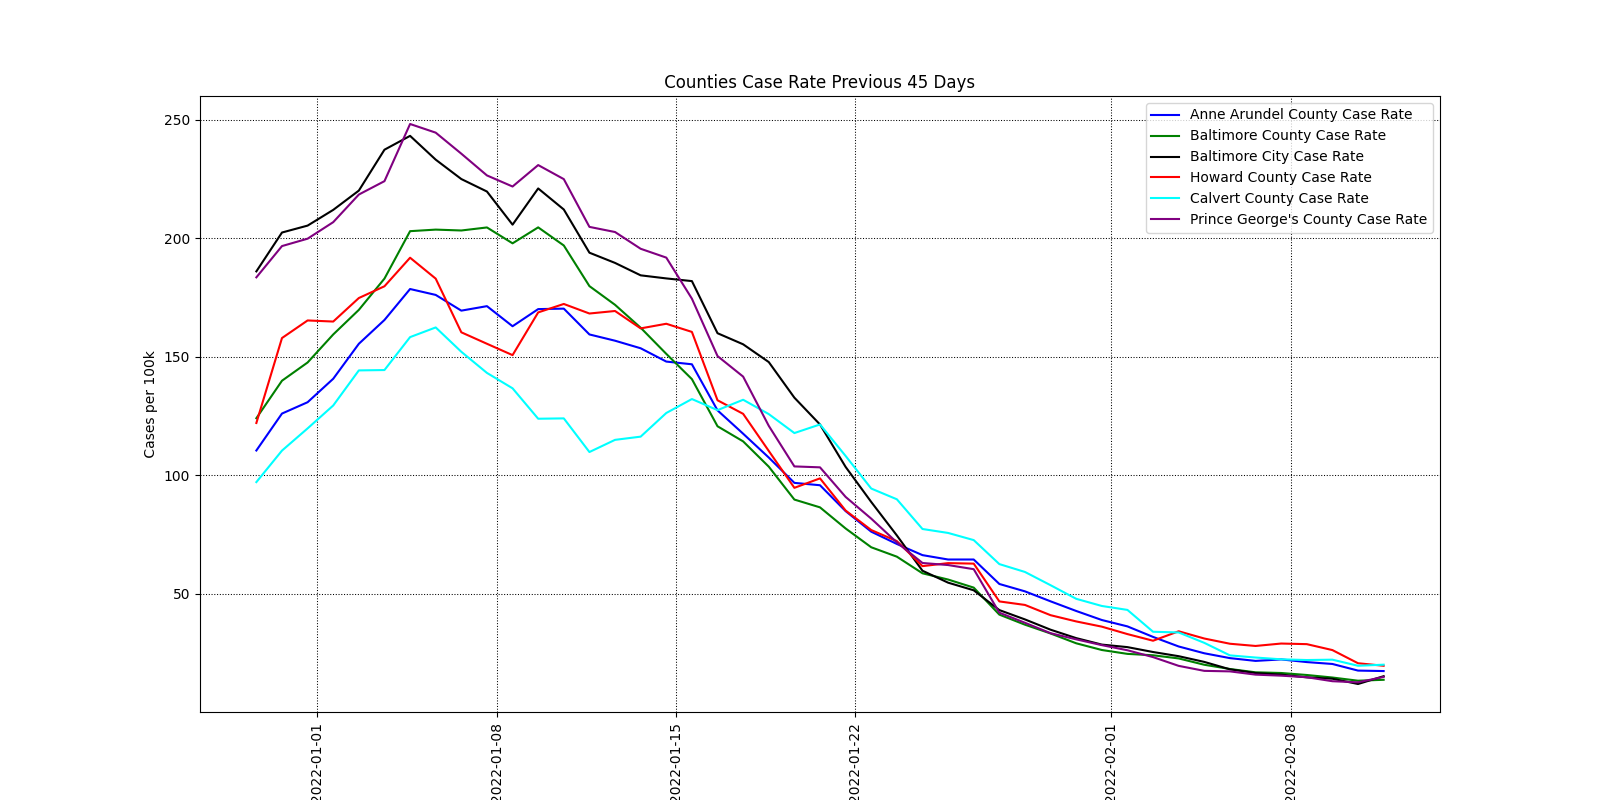 Counties Case Rate Previous 45 Days
Cases per 100k
250
200
150
100
50
Anne Arundel County Case Rate
Baltimore County Case Rate
Baltimore City Case Rate
Howard County Case Rate
Calvert County Case Rate
Prince George's County Case Rate
2022-01-01
2022-01-08
2022-01-15
2022-01-22
2022-02-01
2022-02-08